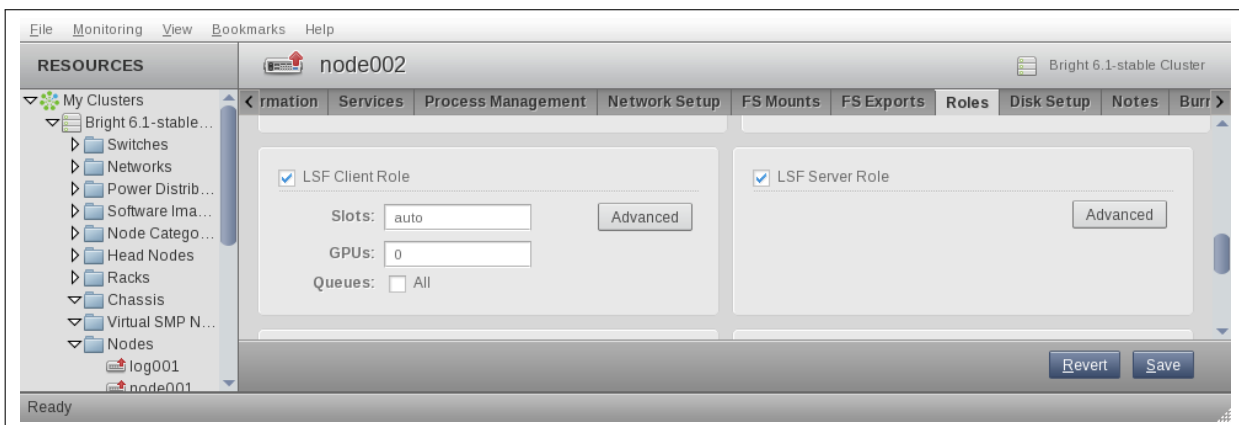 File Monitoring View Bookmarks Help
RESOURCES
node002
Bright 6.1-stable Cluster
My Clusters
Bright 6.1-stable...
Switches
Networks
Power Distrib...
Software Ima...
Node Catego...
Head Nodes
Racks
Chassis
Virtual SMP N...
Nodes
log001
node001
rmation Services Process Management Network Setup FS Mounts FS Exports Roles Disk Setup Notes Burr
LSF Client Role
Slots: auto Advanced
GPUs: 0
Queues: All
LSF Server Role
Advanced
Revert Save
Ready